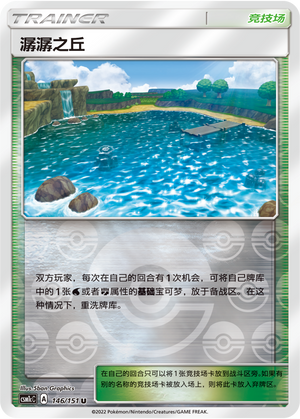 TRAINER
竞技场
潺潺之丘
双方玩家，每次在自己的回合有1次机会，可将自己牌库
中的1张或者属性的基础宝可梦，放于备战区。在这
种情况下，重洗牌库。
Illus. 5ban Graphics
csm1cC A 146/151 U
在自己的回合只可以将1张竞技场卡放到战斗区旁。如果有
别的名称的竞技场卡被放入场上，则将此卡放入弃牌区。
©2022 Pokémon/Nintendo/Creatures/GAME FREAK.